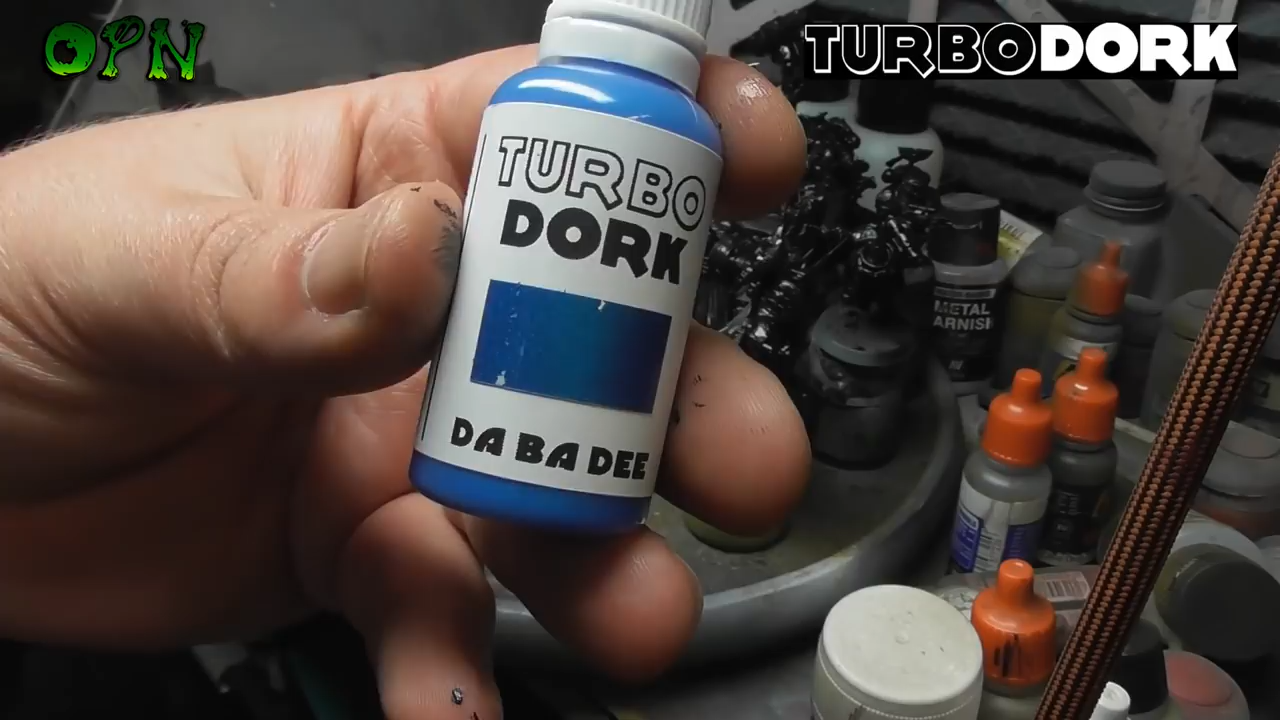 OPN
TURBODORK
TURBO
DORK
DA BA DEE
METAL
ARNISH